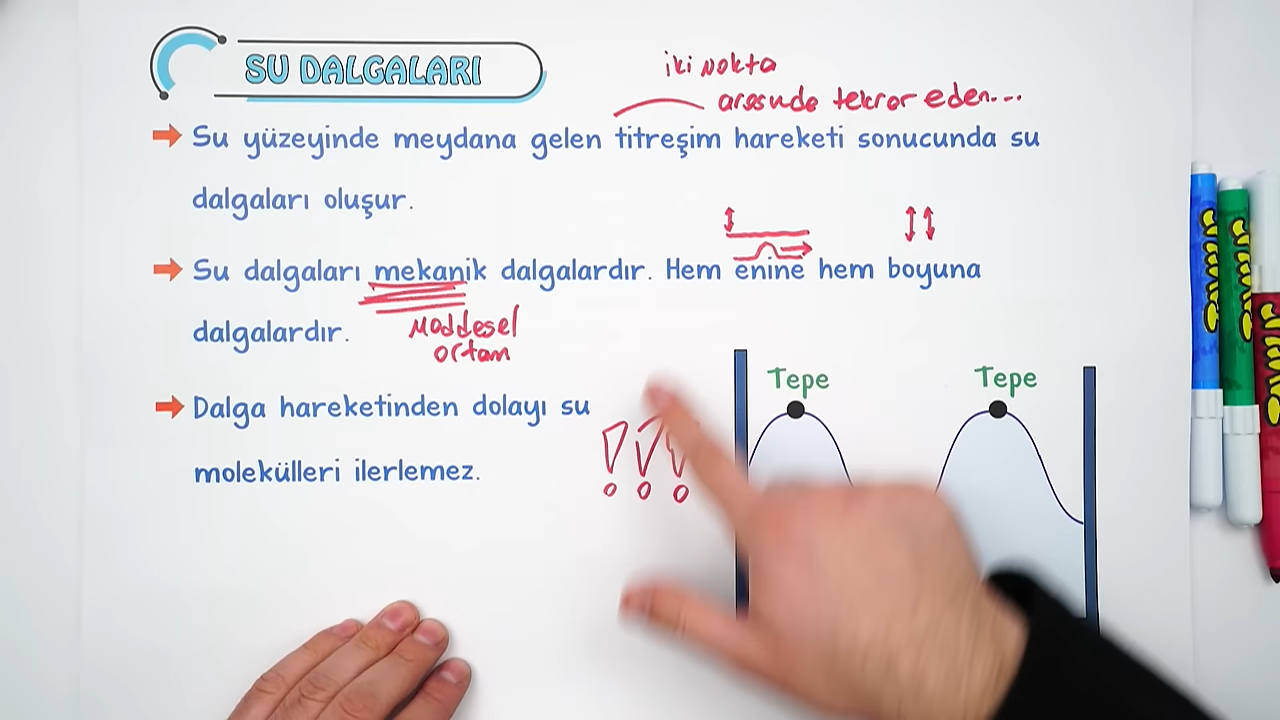 SU DALGALARI
iki nokta
arasında tekrar eden...
Su yüzeyinde meydana gelen titreşim hareketi sonucunda su
dalgaları oluşur.
Su dalgaları mekanik dalgalardır. Hem enine hem boyuna
dalgalardır.
Maddesel
ortam
Dalga hareketinden dolayı su
molekülleri ilerlemez.
!!!
Tepe
Tepe